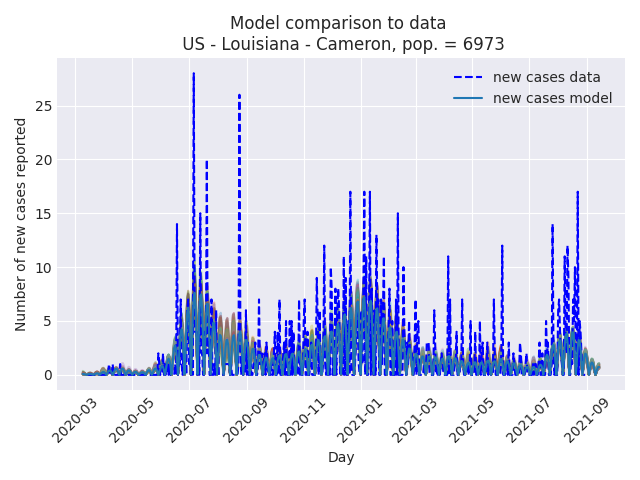 Model comparison to data
US - Louisiana - Cameron, pop. = 6973
new cases data
new cases model
Number of new cases reported
25
20
15
10
5
0
2020-03
2020-05
2020-07
2020-09
2020-11
2021-01
2021-03
2021-05
2021-07
2021-09
Day